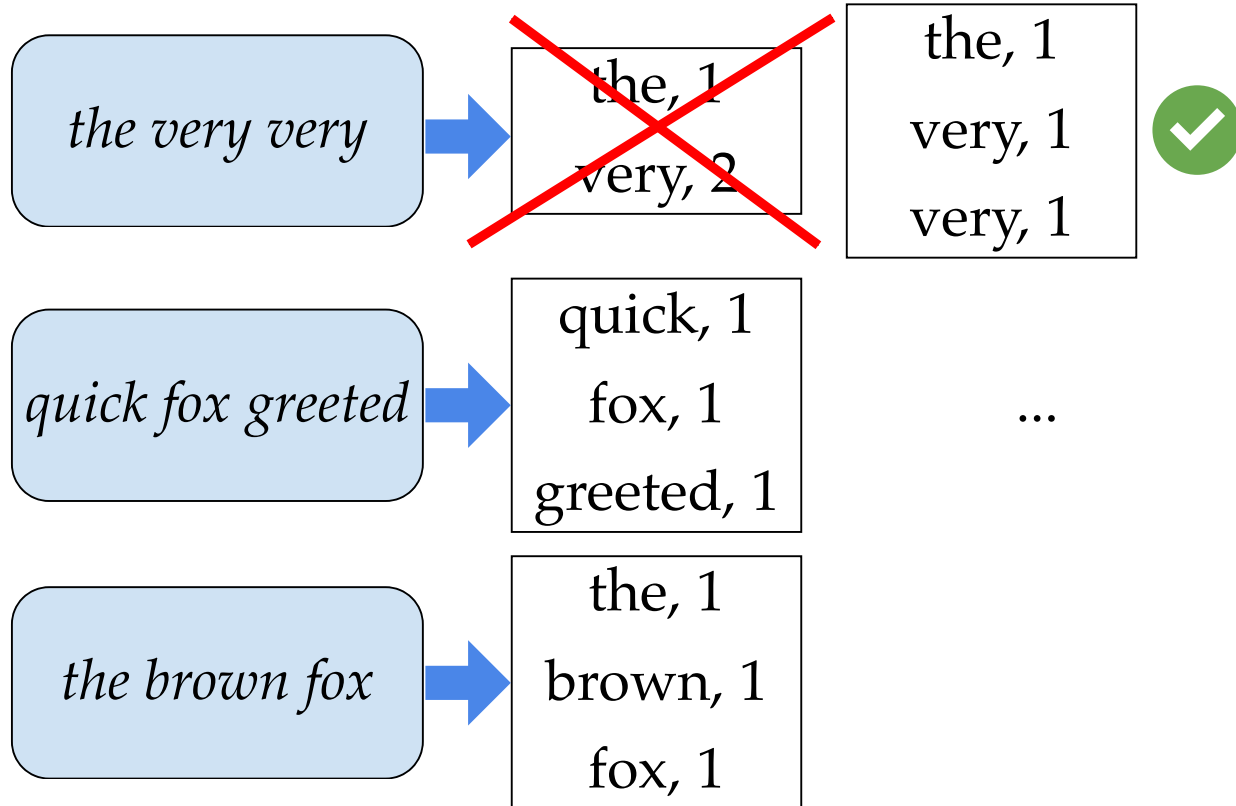 the very very
the, 1
very, 2
the, 1
very, 1
very, 1
quick fox greeted
quick, 1
fox, 1
greeted, 1
...
the brown fox
the, 1
brown, 1
fox, 1